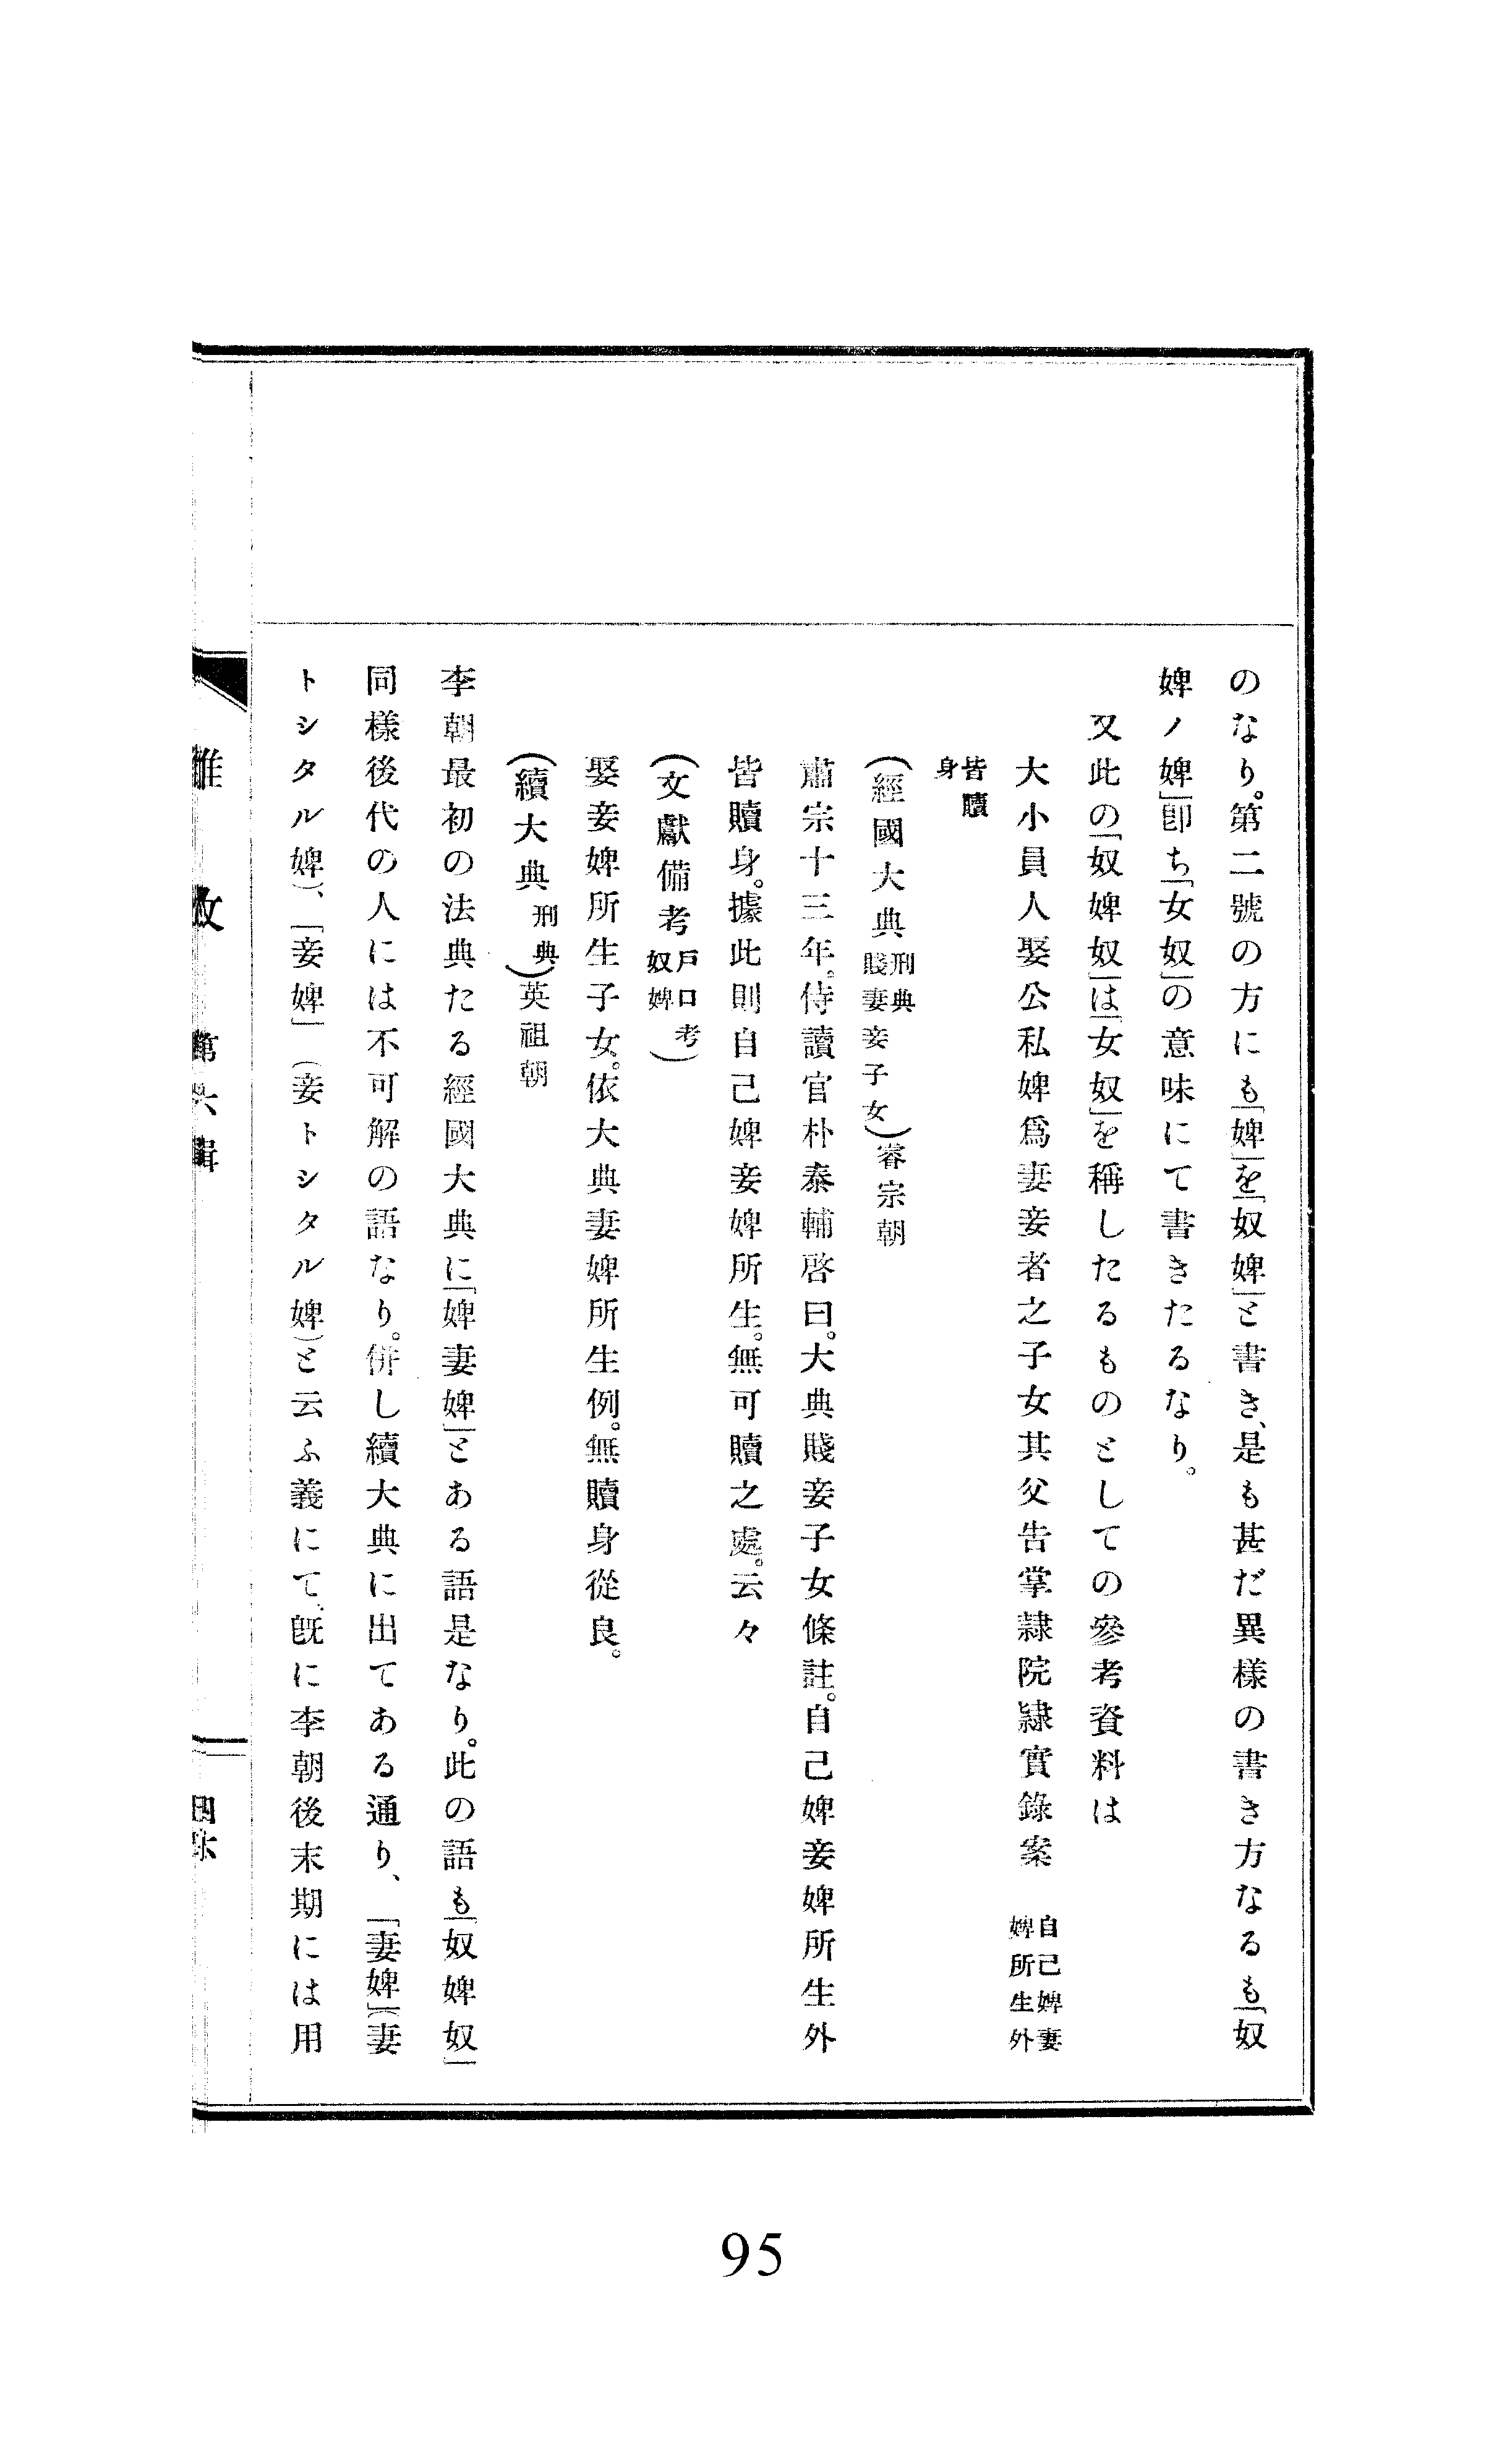 のなり。第二號の方にも「婢」を「奴婢」と書き、是も甚だ異樣の書き方なるも「奴
婢ノ婢」卽ち「女奴」の意味にて書きたるなり。
又此の「奴婢奴」は「女奴」を稱したるものとしての參考資料は
大小員人娶公私婢爲妻妾者之子女其父告掌隷院隷實錄案 自己婢妻婢所生外
皆贖身
(經國大典 刑典賤妻妾子女)睿宗朝
肅宗十三年。侍讀官朴泰輔啓曰。大典賤妾子女條註。自己婢妾婢所生外
皆贖身。據此則自己婢妾婢所生。無可贖之處。云々
(文獻備考 戶口考奴婢)
娶妾婢所生子女。依大典妻婢所生例。無贖身從良。
(續大典 刑典)英祖朝
李朝最初の法典たる經國大典に「婢妻婢」とある語是なり。此の語も「奴婢奴」
同樣後代の人には不可解の語なり。併し續大典に出てある通り、「妻婢」(妻
トシタル婢)、「妾婢」(妾トシタル婢)と云ふ義にて、旣に李朝後末期には用
第六輯
95